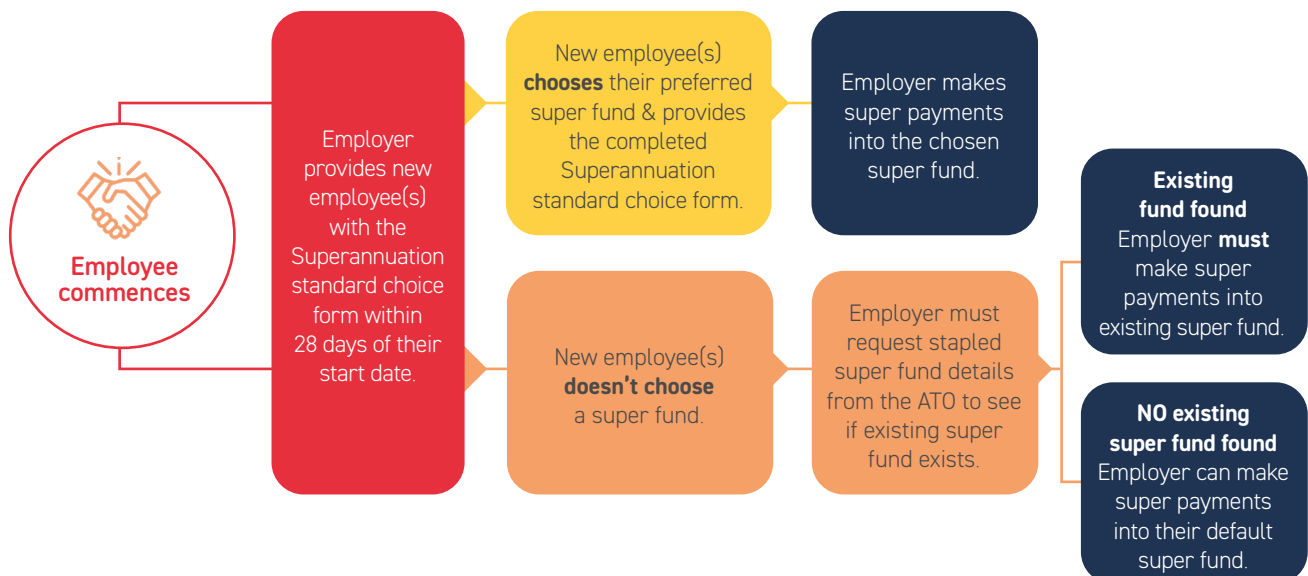 Employee
commences
Employer
provides new
employee(s)
with the
Superannuation
standard choice
form within
28 days of their
start date.
New employee(s)
chooses their preferred
super fund & provides
the completed
Superannuation
standard choice form.
Employer makes
super payments
into the chosen
super fund.
New employee(s)
doesn't choose
a super fund.
Employer must
request stapled
super fund details
from the ATO to see
if existing super
fund exists.
Existing
fund found
Employer must
make super
payments into
existing super fund.
NO existing
super fund found
Employer can make
super payments
into their default
super fund.